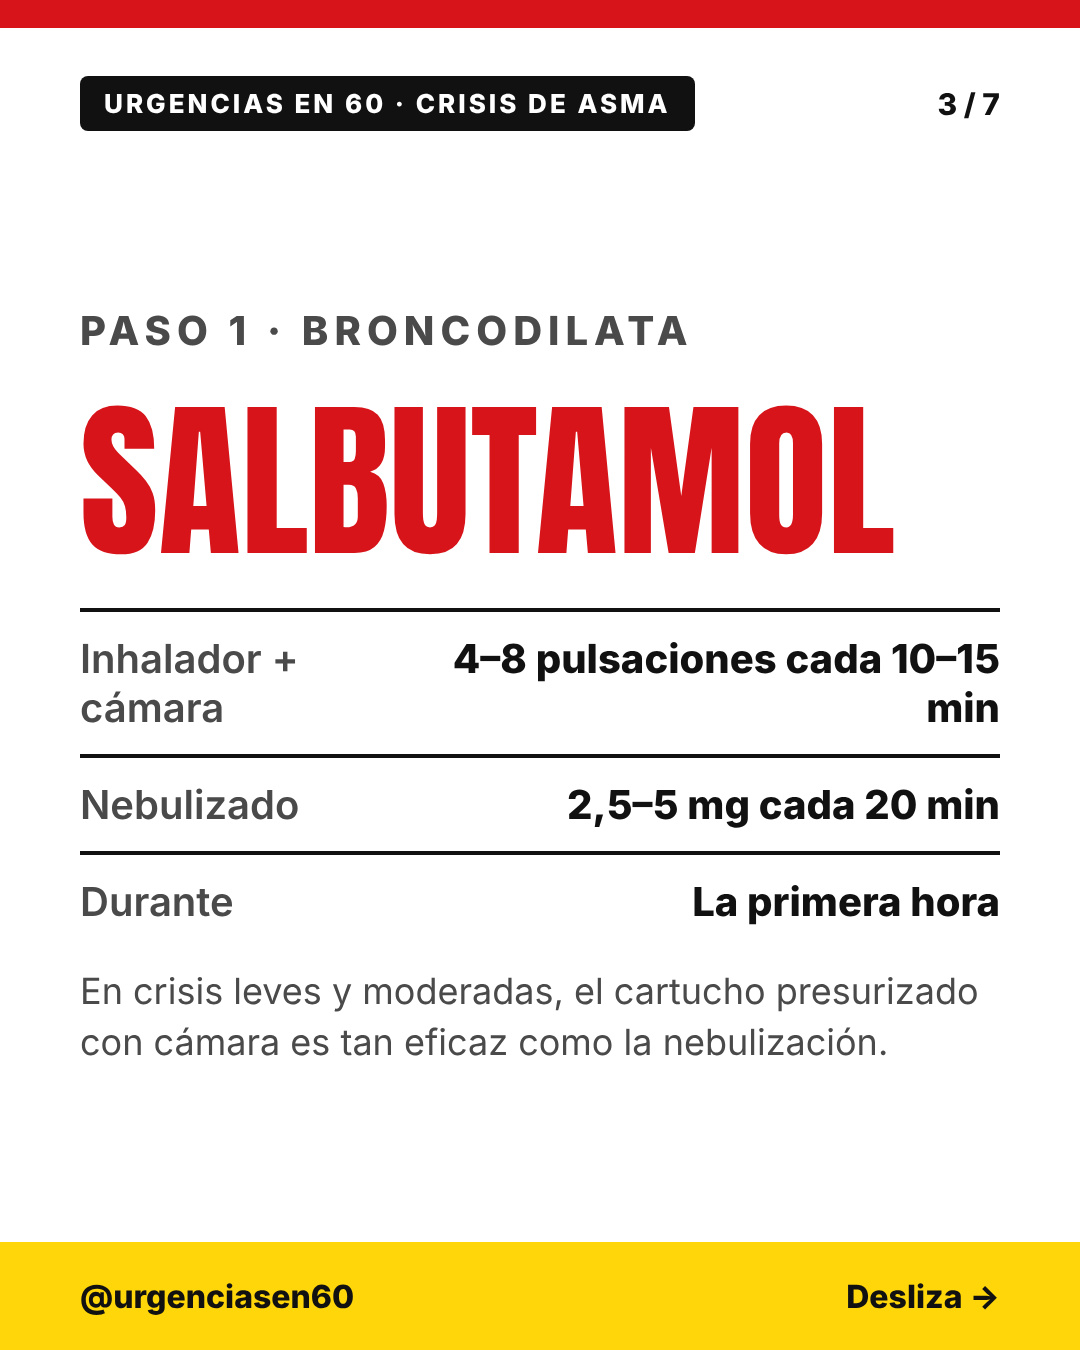 URGENCIAS EN 60 · CRISIS DE ASMA
3 / 7
PASO 1 · BRONCODILATA
SALBUTAMOL
Inhalador + cámara
4–8 pulsaciones cada 10–15 min
Nebulizado
2,5–5 mg cada 20 min
Durante
La primera hora
En crisis leves y moderadas, el cartucho presurizado
con cámara es tan eficaz como la nebulización.
@urgenciasen60
Desliza →